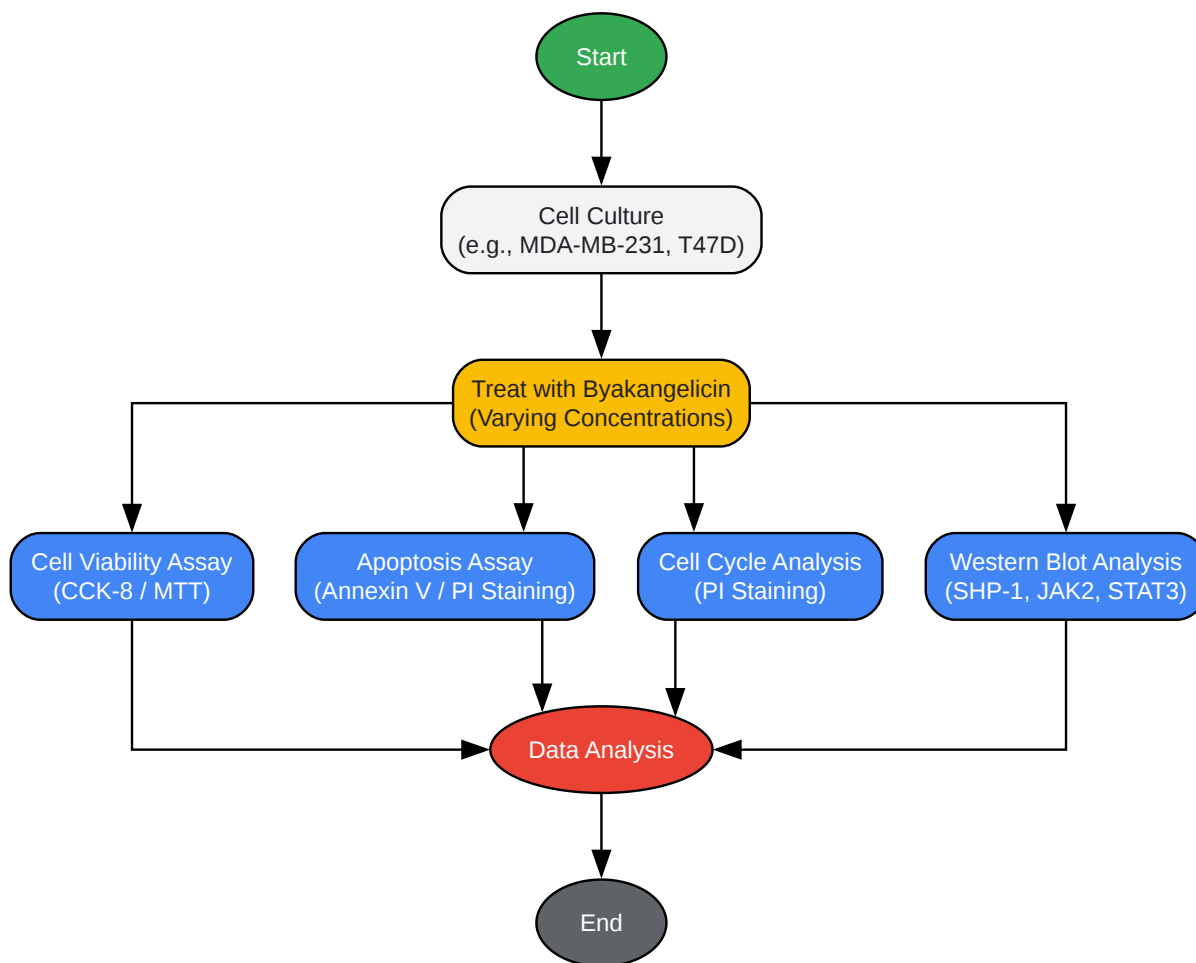 Start
Cell Culture
(e.g., MDA-MB-231, T47D)
Treat with Byakangelicin
(Varying Concentrations)
Cell Viability Assay
(CCK-8 / MTT)
Apoptosis Assay
(Annexin V / PI Staining)
Cell Cycle Analysis
(PI Staining)
Western Blot Analysis
(SHP-1, JAK2, STAT3)
Data Analysis
End